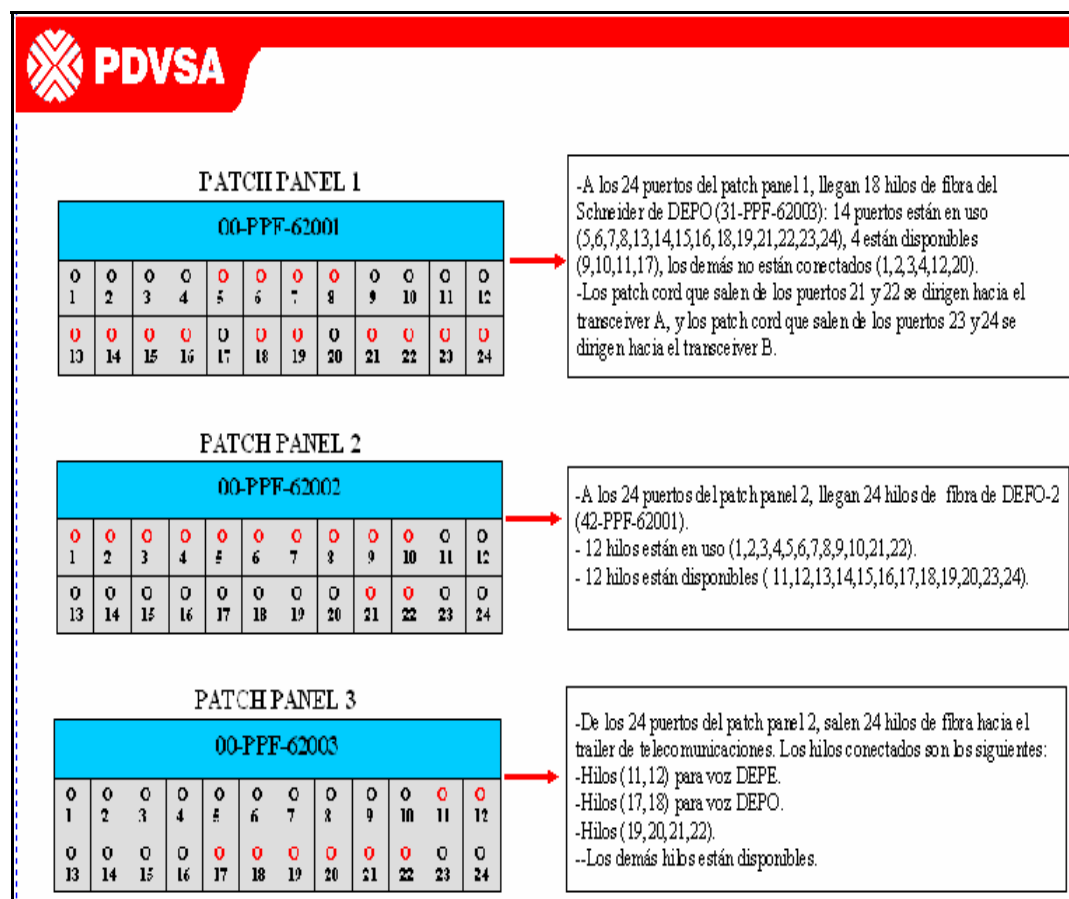 PDVSA
PATCH PANEL 1
00-PPF-62001
O O O O O O O O O O O O
1 2 3 4 5 6 7 8 9 10 11 12
O O O O O O O O O O O O
13 14 15 16 17 18 19 20 21 22 23 24
-A los 24 puertos del patch panel 1, llegan 18 hilos de fibra del
Schneider de DEPO (31-PPF-62003): 14 puertos están en uso
(5,6,7,8,13,14,15,16,18,19,21,22,23,24), 4 están disponibles
(9,10,11,17), los demás no están conectados (1,2,3,4,12,20).
-Los patch cord que salen de los puertos 21 y 22 se dirigen hacia el
transceiver A, y los patch cord que salen de los puertos 23 y24 se
dirigen hacia el transceiver B.
PATCH PANEL 2
00-PPF-62002
O O O O O O O O O O O O
1 2 3 4 5 6 7 8 9 10 11 12
O O O O O O O O O O O O
13 14 15 16 17 18 19 20 21 22 23 24
-A los 24 puertos del patch panel 2, llegan 24 hilos de fibra de DEFO-2
(42-PPF-62001).
- 12 hilos están en uso (1,2,3,4,5,6,7,8,9,10,21,22).
- 12 hilos están disponibles ( 11,12,13,14,15,16,17,18,19,20,23,24).
PATCH PANEL 3
00-PPF-62003
O O O O O O O O O O O O
1 2 3 4 5 6 7 8 9 10 11 12
O O O O O O O O O O O O
13 14 15 16 17 18 19 20 21 22 23 24
-De los 24 puertos del patch panel 2, salen 24 hilos de fibra hacia el
trailer de telecomunicaciones. Los hilos conectados son los siguientes:
-Hilos (11,12) para voz DEPE.
-Hilos (17,18) para voz DEPO.
-Hilos (19,20,21,22).
--Los demás hilos están disponibles.